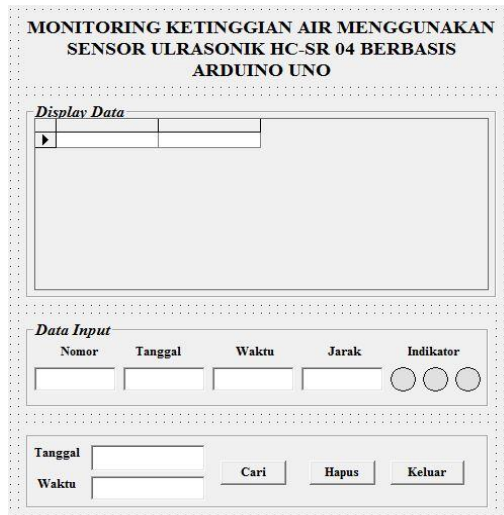 MONITORING KETINGGIAN AIR MENGGUNAKAN
SENSOR ULRASONIK HC-SR 04 BERBASIS
ARDUINO UNO
Display Data
Data Input
Nomor Tanggal Waktu Jarak Indikator
Tanggal
Waktu
Cari Hapus Keluar